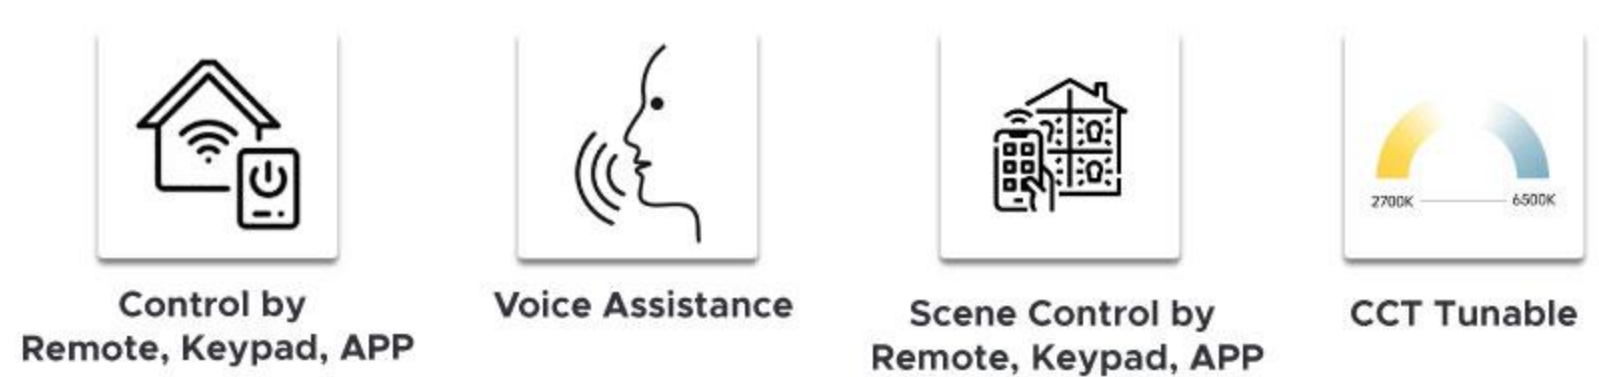 Control by
Remote, Keypad, APP
Voice Assistance
Scene Control by
Remote, Keypad, APP
2700K
6500K
CCT Tunable